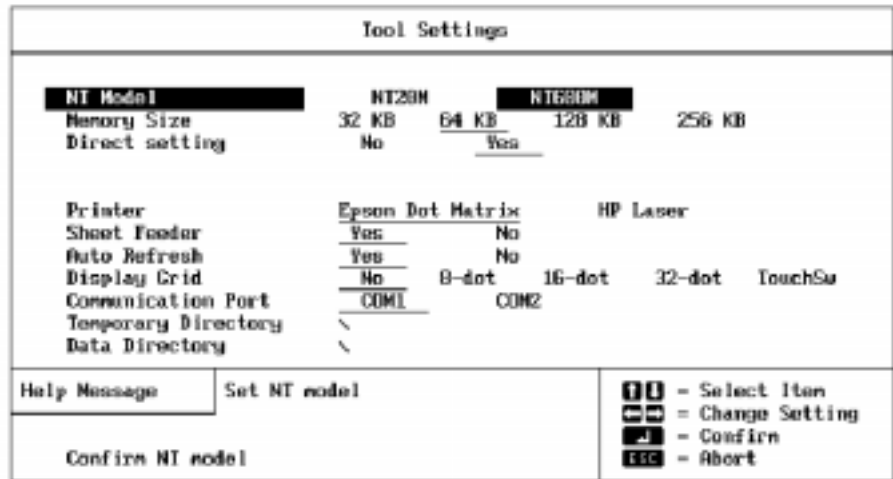 Tool Settings
NT Model NT20M NT600M
Memory Size 32 KB 64 KB 128 KB 256 KB
Direct setting No Yes
Printer Epson Dot Matrix HP Laser
Sheet Feeder Yes No
Auto Refresh Yes No
Display Grid No 8-dot 16-dot 32-dot TouchSw
Communication Port COM1 COM2
Temporary Directory \
Data Directory \
Help Message Set NT model
Confirm NT model
↑ ↓ = Select Item
← → = Change Setting
↵ = Confirm
ESC = Abort